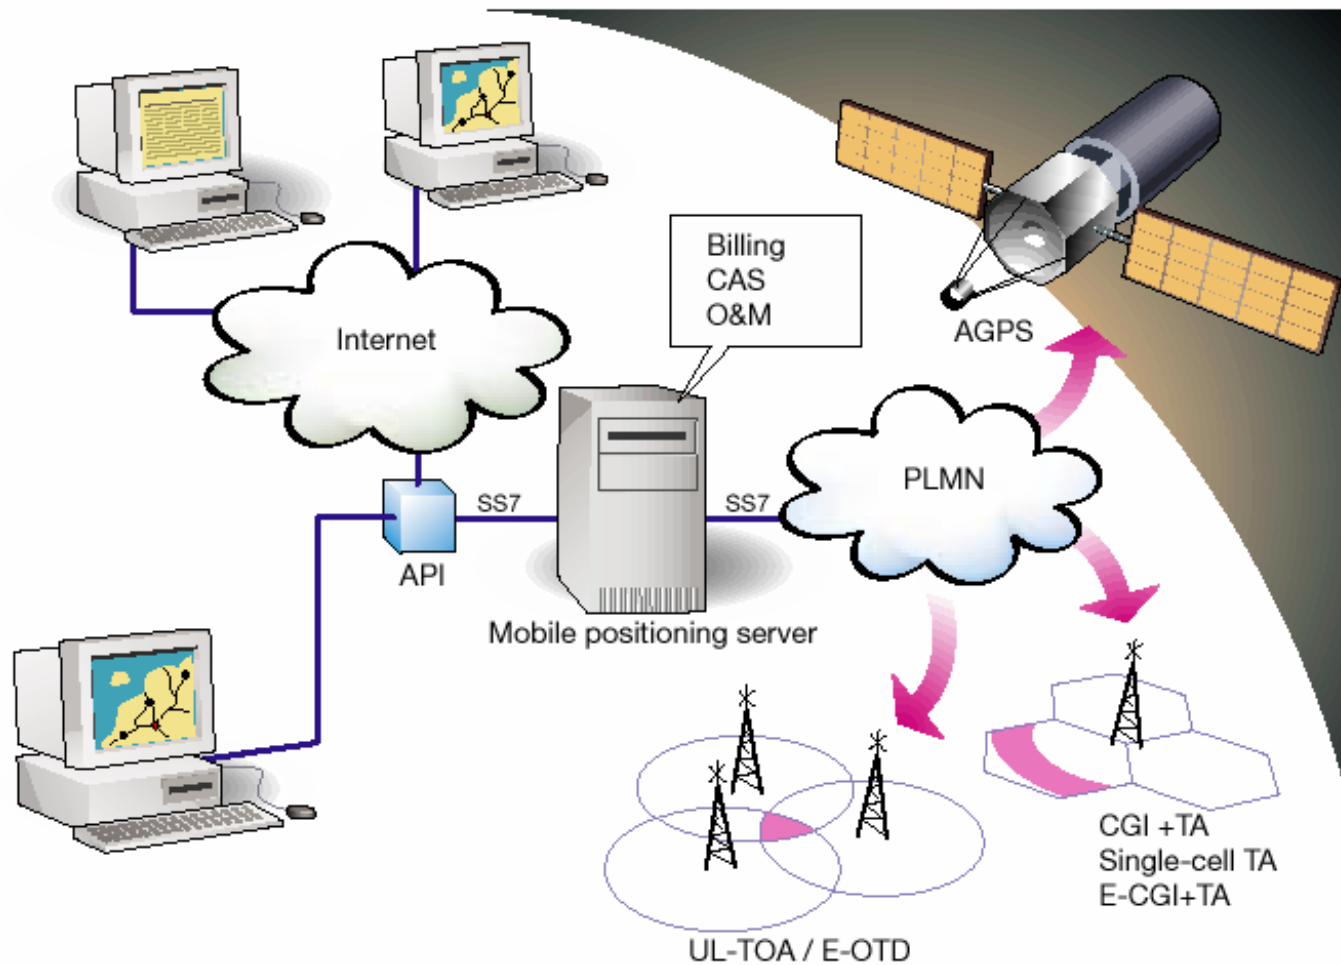 Billing
CAS
O&M
Internet
AGPS
PLMN
SS7
SS7
API
Mobile positioning server
CGI +TA
Single-cell TA
E-CGI+TA
UL-TOA / E-OTD